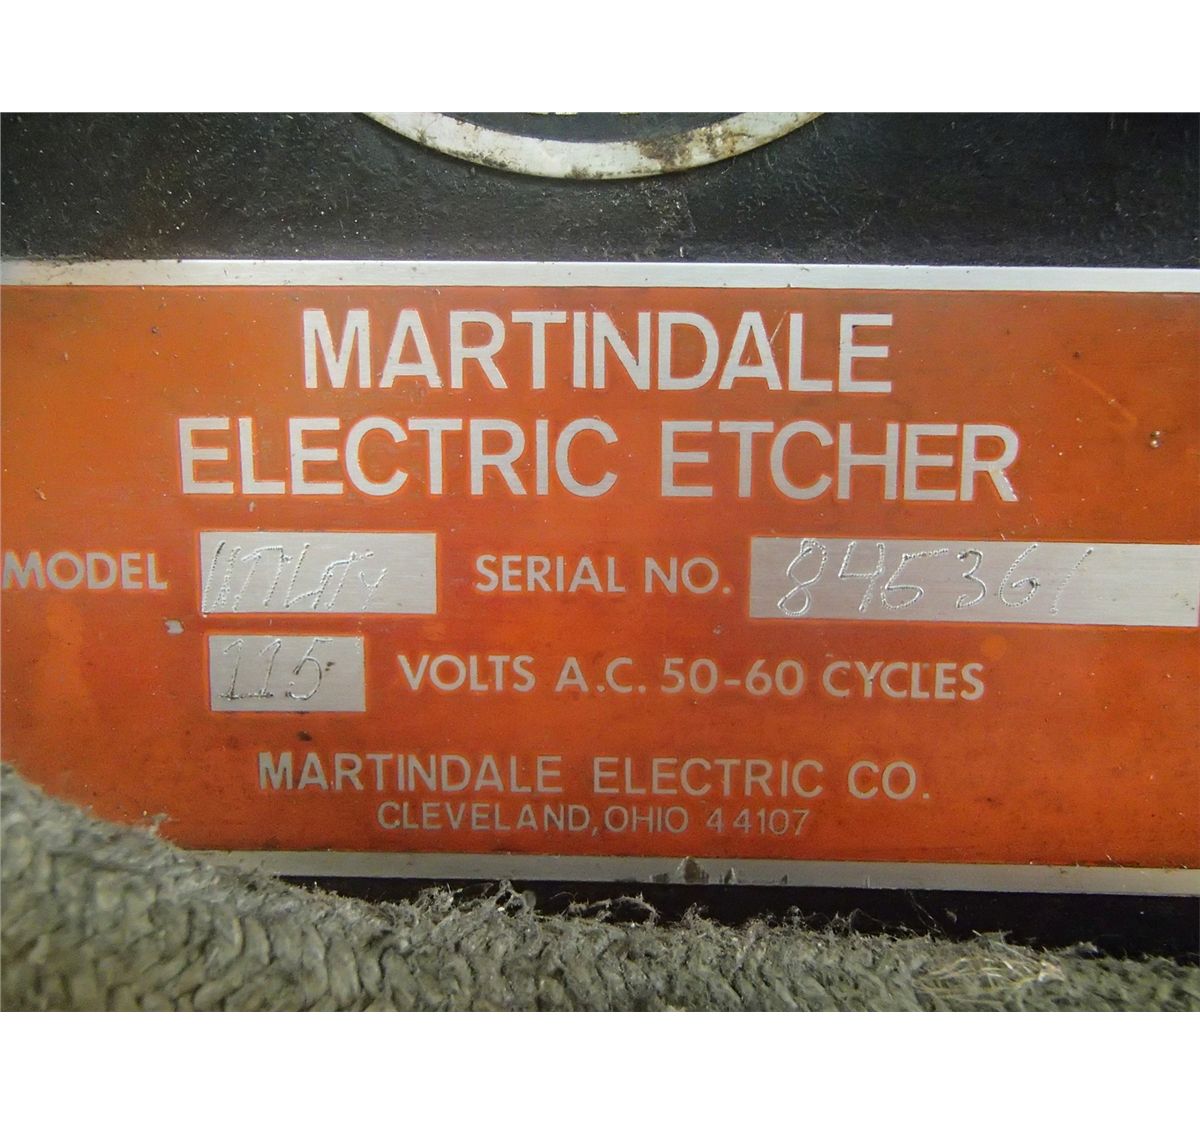 MARTINDALE
ELECTRIC ETCHER
MODEL UTILITY SERIAL NO. 845361
115 VOLTS A.C. 50-60 CYCLES
MARTINDALE ELECTRIC CO.
CLEVELAND, OHIO 44107